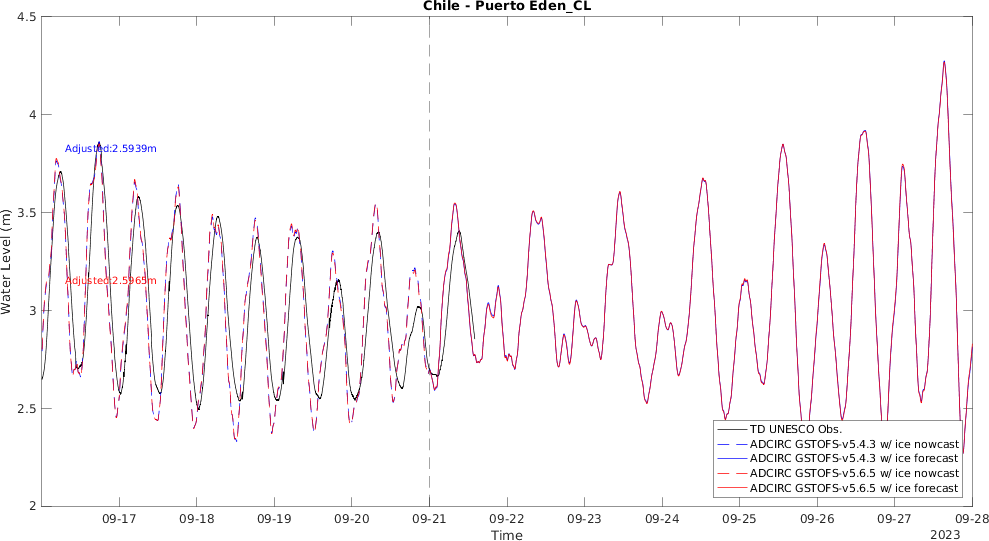 Chile - Puerto Eden_CL
4.5
4
3.5
3
2.5
2
Water Level (m)
Adjusted:2.5939m
Adjusted:2.5965m
TD UNESCO Obs.
ADCIRC GSTOFS-v5.4.3 w/ ice nowcast
ADCIRC GSTOFS-v5.4.3 w/ ice forecast
ADCIRC GSTOFS-v5.6.5 w/ ice nowcast
ADCIRC GSTOFS-v5.6.5 w/ ice forecast
09-17 09-18 09-19 09-20 09-21 09-22 09-23 09-24 09-25 09-26 09-27 09-28
Time
2023